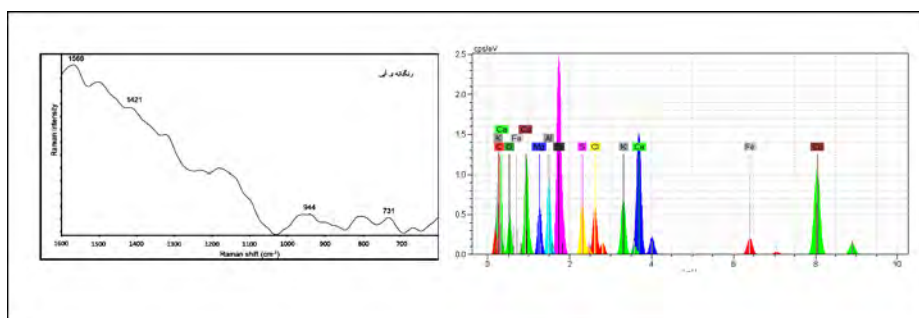 1569
1421
944
731
رنگدانه ی آبی
Raman intensity
1600 1500 1400 1300 1200 1100 1000 900 800 700
Raman shift (cm-1)
cps/eV
2.5
2.0
1.5
1.0
0.5
0.0
Ca Cu
K Fe Al
C O Mg S Cl K Ca Fe Cu
0 2 4 6 8 10